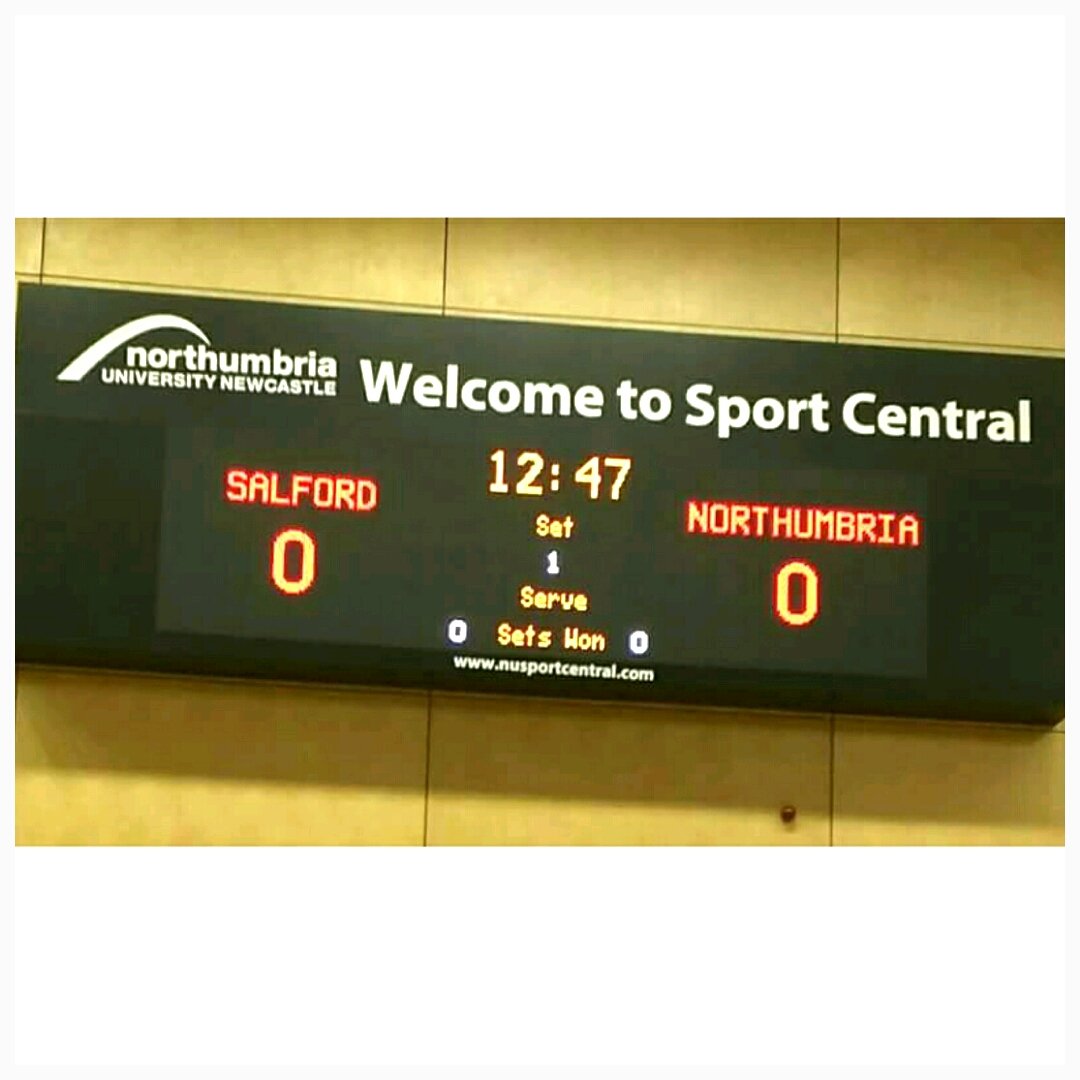 northumbria
UNIVERSITY NEWCASTLE
Welcome to Sport Central
12:47
SALFORD
NORTHUMBRIA
0
0
Set
1
Serve
0 Sets Won 0
www.nusportcentral.com